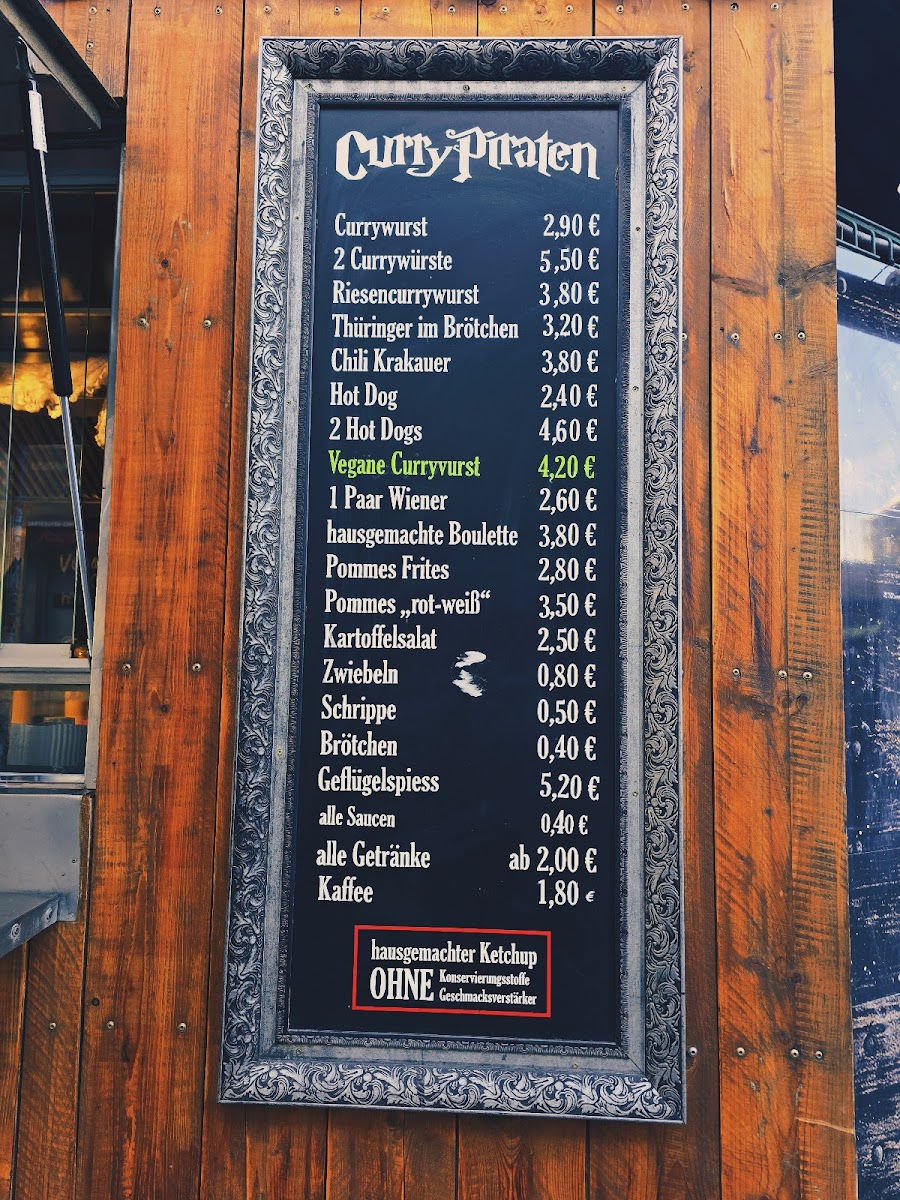 Curry Piraten
Currywurst 2,90 €
2 Currywürste 5,50 €
Riesencurrywurst 3,80 €
Thüringer im Brötchen 3,20 €
Chili Krakauer 3,80 €
Hot Dog 2,40 €
2 Hot Dogs 4,60 €
Vegane Curryvurst 4,20 €
1 Paar Wiener 2,60 €
hausgemachte Boulette 3,80 €
Pommes Frites 2,80 €
Pommes „rot-weiß“ 3,50 €
Kartoffelsalat 2,50 €
Zwiebeln 0,80 €
Schrippe 0,50 €
Brötchen 0,40 €
Geflügelspiess 5,20 €
alle Saucen 0,40 €
alle Getränke ab 2,00 €
Kaffee 1,80 €
hausgemachter Ketchup
OHNE Konservierungsstoffe
Geschmacksverstärker